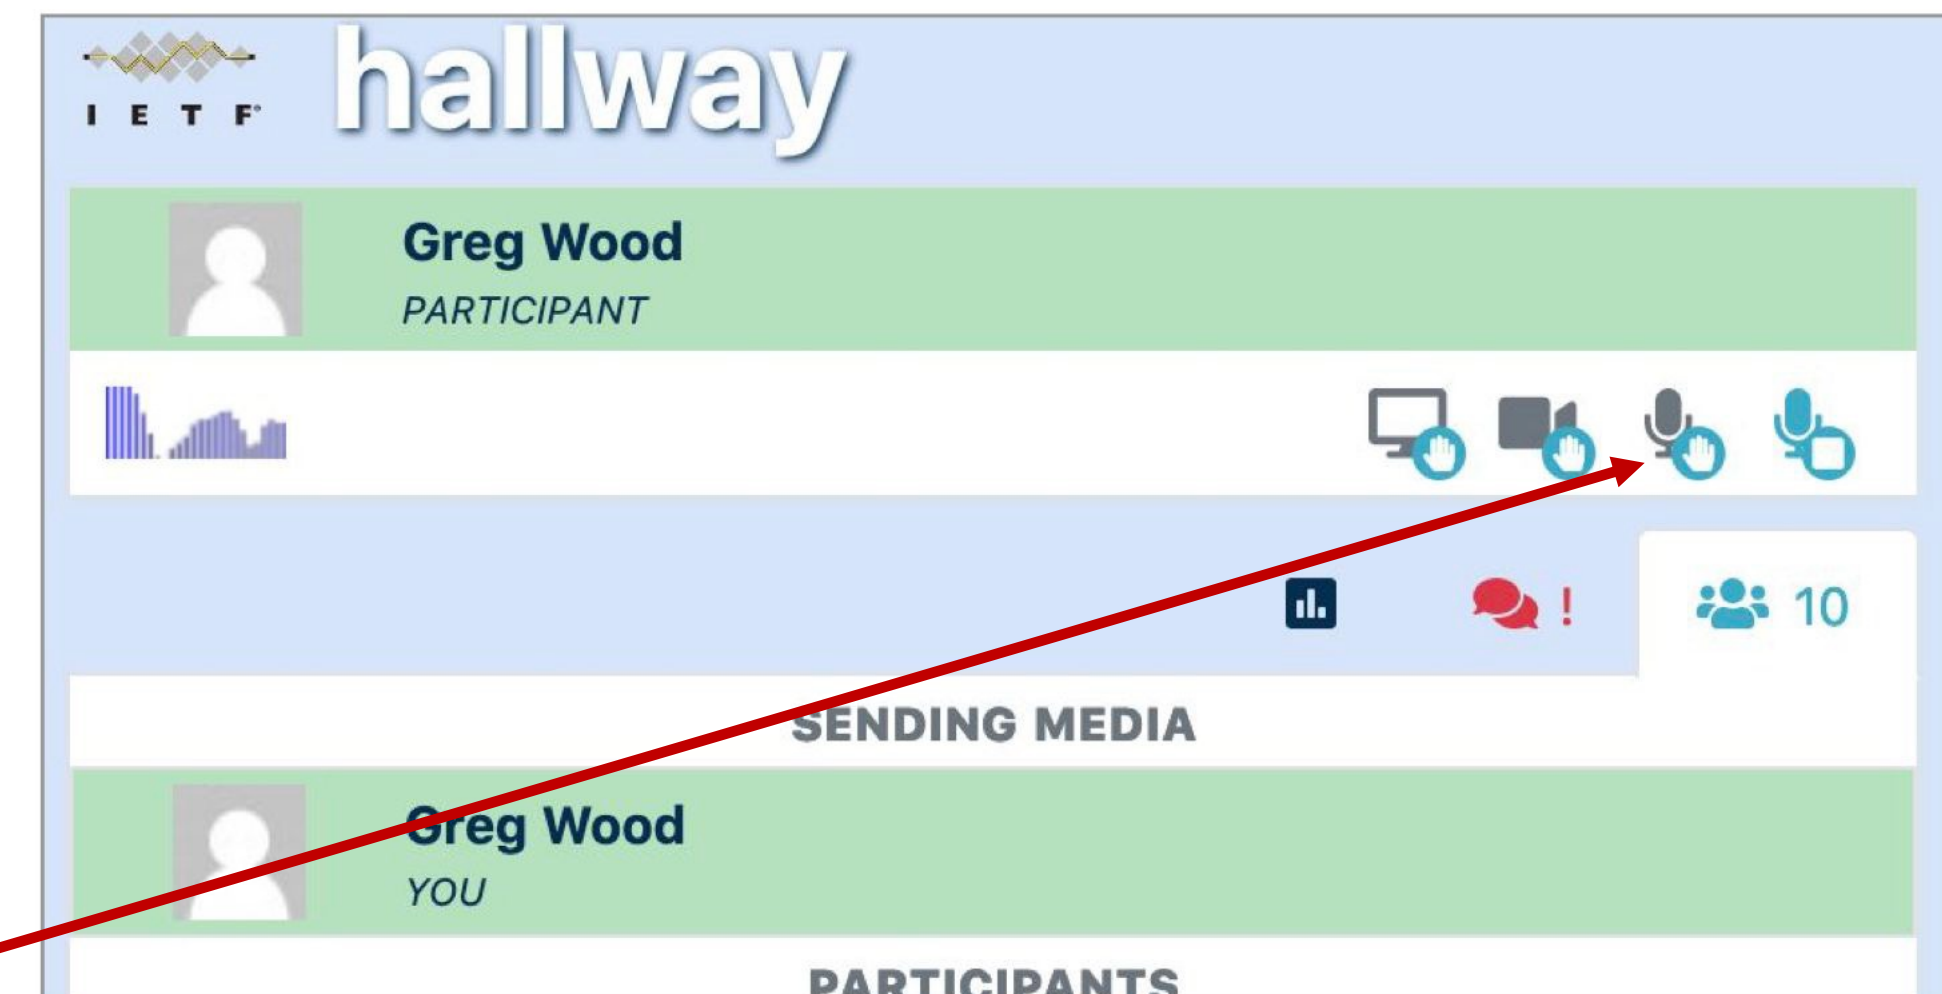 I E T F®
hallway
Greg Wood
PARTICIPANT
! 10
SENDING MEDIA
Greg Wood
YOU
PARTICIPANTS